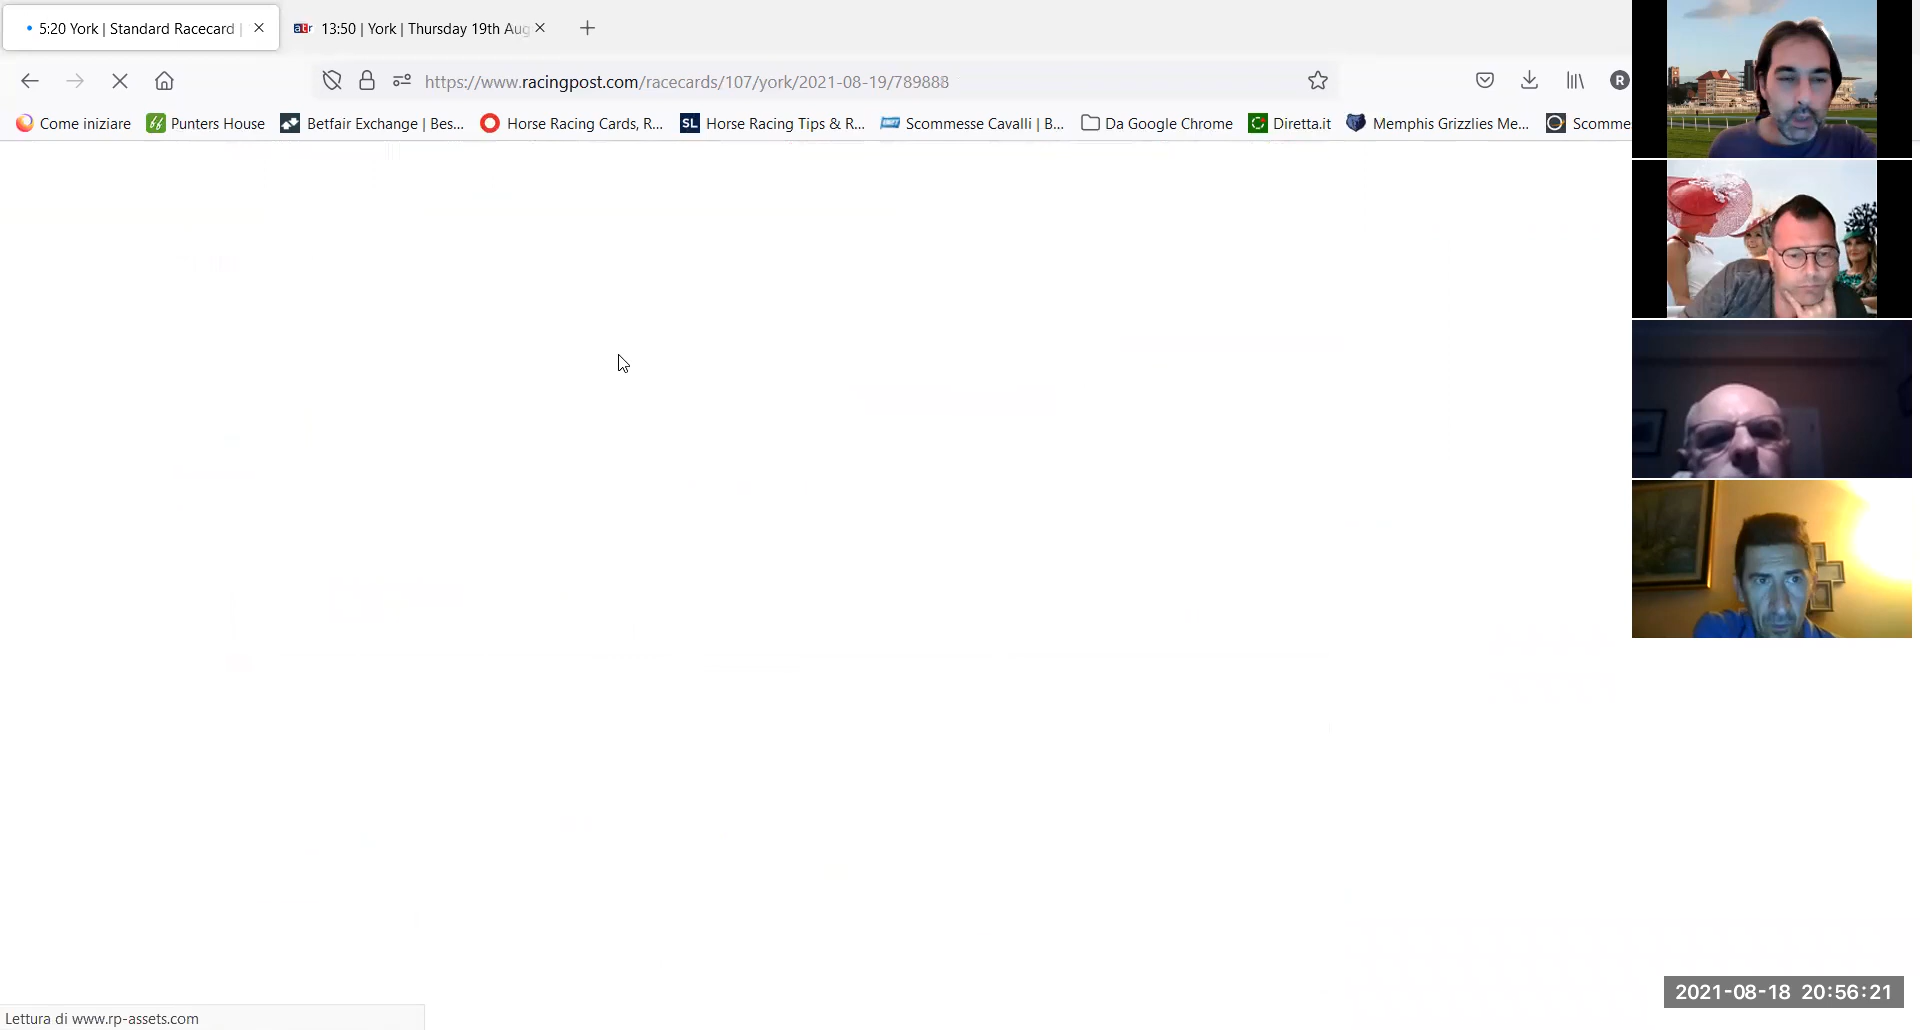 5:20 York | Standard Racecard |
atr 13:50 | York | Thursday 19th Aug
https://www.racingpost.com/racecards/107/york/2021-08-19/789888
R
Come iniziare Punters House Betfair Exchange | Bes... Horse Racing Cards, R... SL Horse Racing Tips & R... Scommesse Cavalli | B... Da Google Chrome Diretta.it Memphis Grizzlies Me... Scomme
2021-08-18 20:56:21
Lettura di www.rp-assets.com